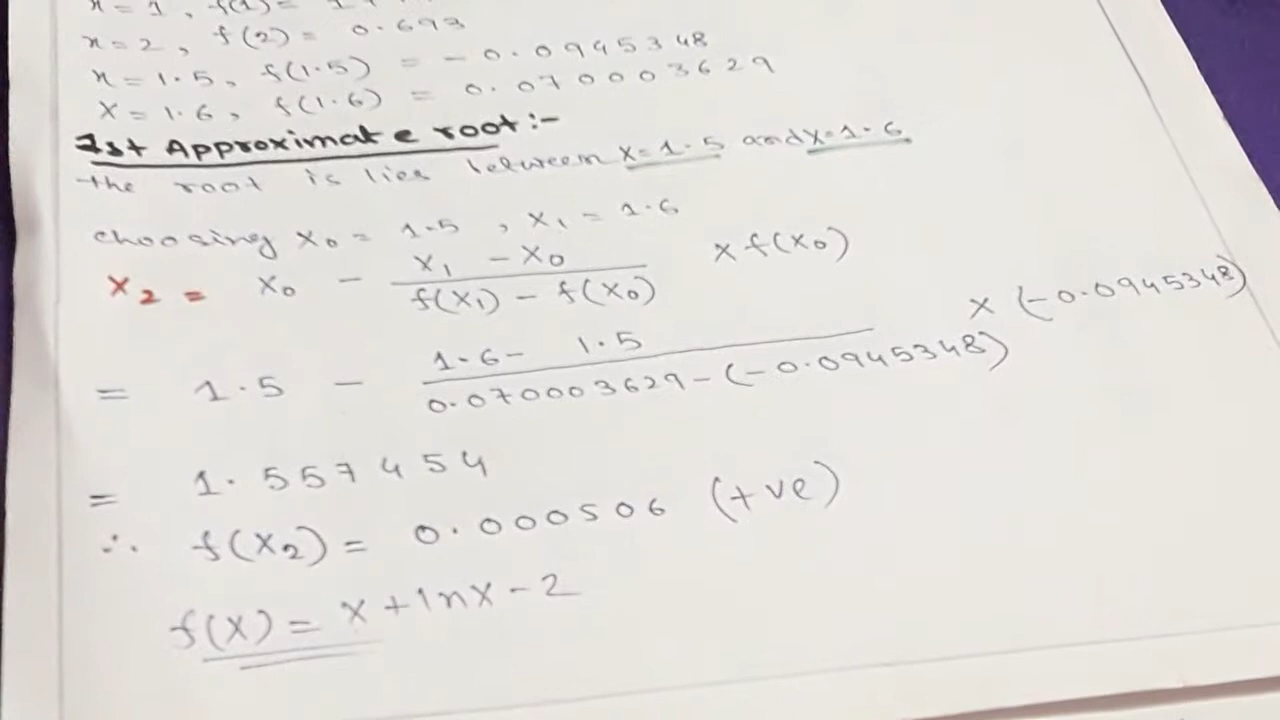 x = 1, f(1) =
x = 2, f(2) = 0.693
x = 1.5, f(1.5) = -0.0945348
x = 1.6, f(1.6) = 0.070003629
1st Approximate root:-
the root is lies between x=1.5 and x=1.6
choosing x₀ = 1.5, x₁ = 1.6
x₂ = x₀ - (x₁ - x₀) / (f(x₁) - f(x₀)) × f(x₀)
= 1.5 - (1.6 - 1.5) / (0.070003629 - (-0.0945348)) × (-0.0945348)
= 1.557454
∴ f(x₂) = 0.000506 (+ve)
f(x) = x + lnx - 2